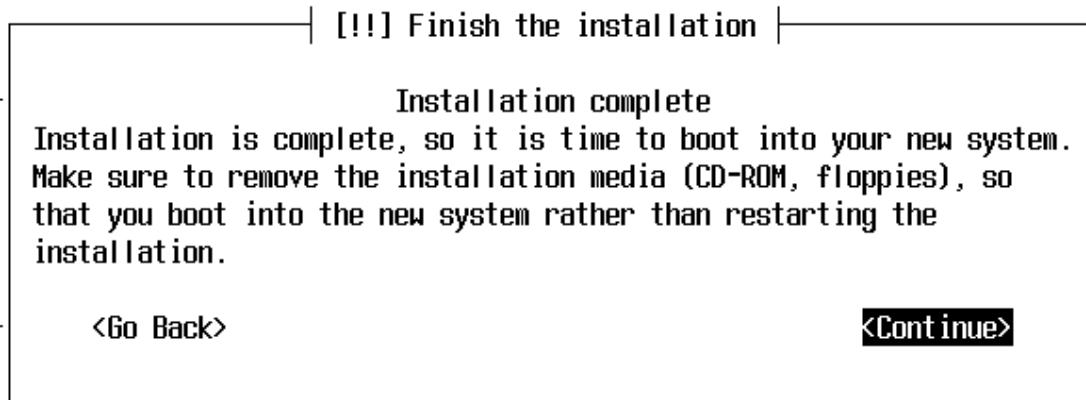 [!!] Finish the installation
Installation complete
Installation is complete, so it is time to boot into your new system.
Make sure to remove the installation media (CD-ROM, floppies), so
that you boot into the new system rather than restarting the
installation.
<Go Back> <Continue>